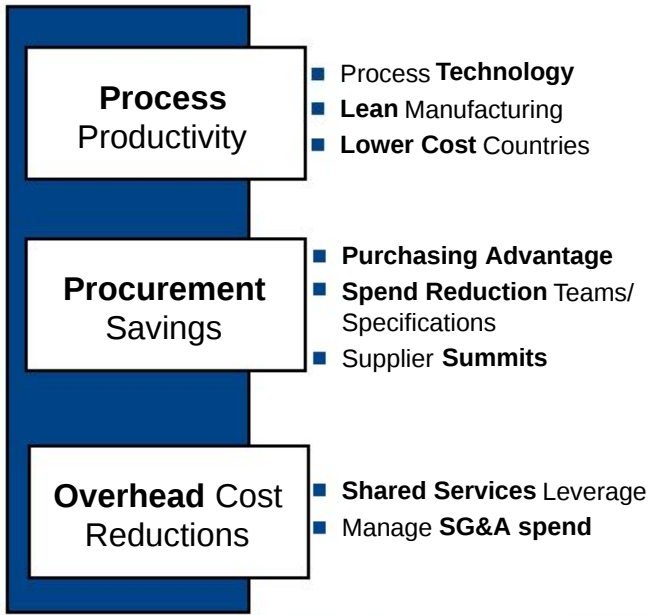 Process
Productivity
Process Technology
Lean Manufacturing
Lower Cost Countries
Procurement
Savings
Purchasing Advantage
Spend Reduction Teams/
Specifications
Supplier Summits
Overhead Cost
Reductions
Shared Services Leverage
Manage SG&A spend